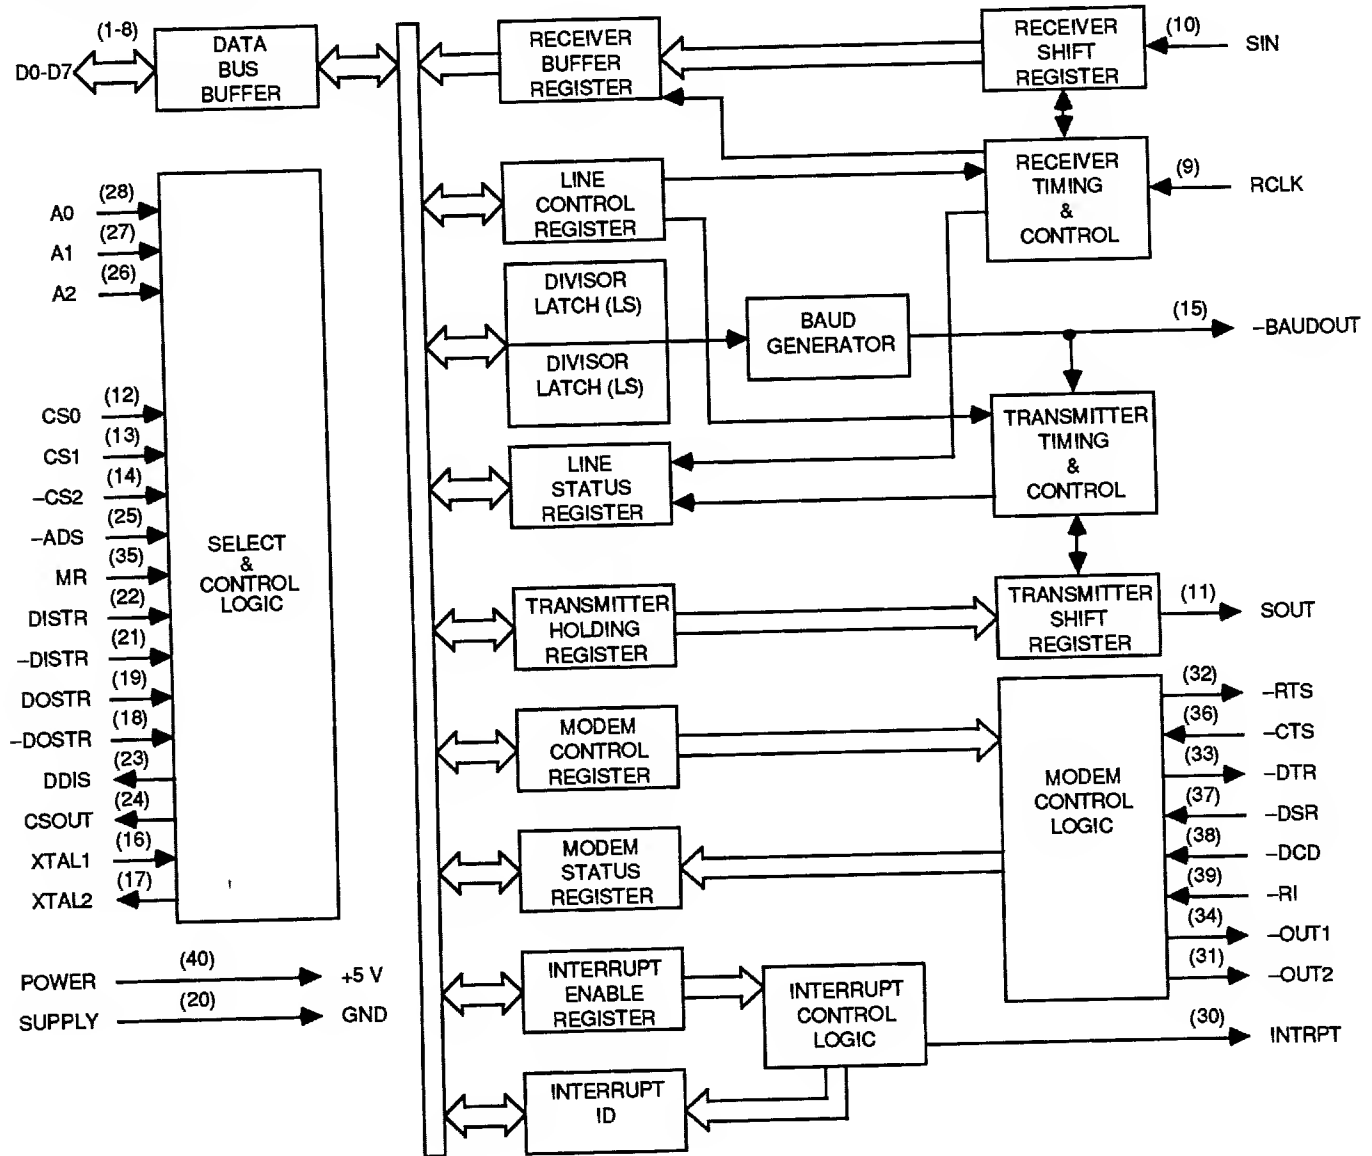 D0-D7
(1-8)
DATA
BUS
BUFFER
RECEIVER
BUFFER
REGISTER
RECEIVER
SHIFT
REGISTER
(10)
SIN
A0
(28)
A1
(27)
A2
(26)
LINE
CONTROL
REGISTER
RECEIVER
TIMING
&
CONTROL
(9)
RCLK
DIVISOR
LATCH (LS)
DIVISOR
LATCH (LS)
BAUD
GENERATOR
(15)
–BAUDOUT
CS0
(12)
CS1
(13)
–CS2
(14)
–ADS
(25)
MR
(35)
DISTR
(22)
–DISTR
(21)
DOSTR
(19)
–DOSTR
(18)
DDIS
(23)
CSOUT
(24)
XTAL1
(16)
XTAL2
(17)
SELECT
&
CONTROL
LOGIC
LINE
STATUS
REGISTER
TRANSMITTER
TIMING
&
CONTROL
TRANSMITTER
HOLDING
REGISTER
TRANSMITTER
SHIFT
REGISTER
(11)
SOUT
MODEM
CONTROL
REGISTER
MODEM
STATUS
REGISTER
MODEM
CONTROL
LOGIC
(32)
–RTS
(36)
–CTS
(33)
–DTR
(37)
–DSR
(38)
–DCD
(39)
–RI
(34)
–OUT1
(31)
–OUT2
POWER
(40)
+5 V
SUPPLY
(20)
GND
INTERRUPT
ENABLE
REGISTER
INTERRUPT
CONTROL
LOGIC
(30)
INTRPT
INTERRUPT
ID